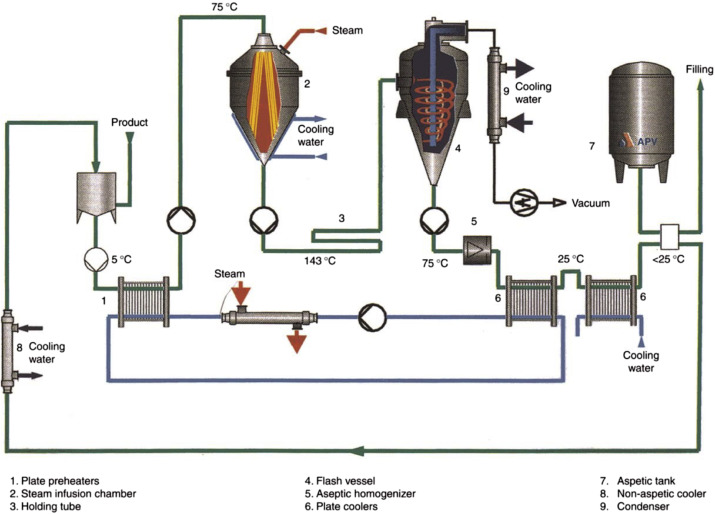 75 °C
Steam
2
Cooling
water
Product
5 °C
1
3
143 °C
4
9
Cooling
water
Vacuum
5
75 °C
6
25 °C
6
<25 °C
7
APV
Filling
Steam
Cooling
water
8 Cooling
water
1. Plate preheaters
2. Steam infusion chamber
3. Holding tube
4. Flash vessel
5. Aseptic homogenizer
6. Plate coolers
7. Aspetic tank
8. Non-aspetic cooler
9. Condenser